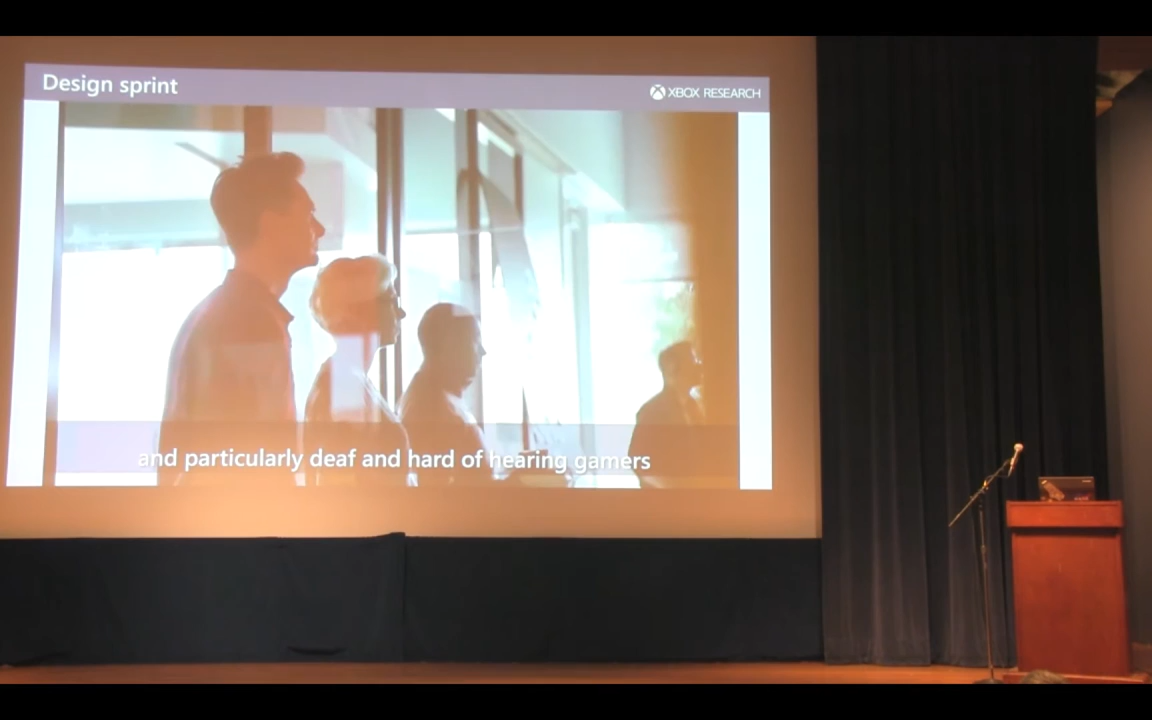 Design sprint
XBOX RESEARCH
and particularly deaf and hard of hearing gamers